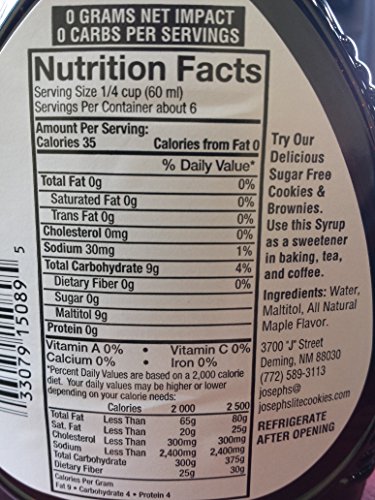 0 GRAMS NET IMPACT
0 CARBS PER SERVINGS
Nutrition Facts
Serving Size 1/4 cup (60 ml)
Servings Per Container about 6
Amount Per Serving:
Calories 35 Calories from Fat 0
% Daily Value*
Total Fat 0g 0%
Saturated Fat 0g 0%
Trans Fat 0g 0%
Cholesterol 0mg 0%
Sodium 30mg 1%
Total Carbohydrate 9g 4%
Dietary Fiber 0g 0%
Sugar 0g
Maltitol 9g
Protein 0g
Vitamin A 0% • Vitamin C 0%
Calcium 0% • Iron 0%
*Percent Daily Values are based on a 2,000 calorie
diet. Your daily values may be higher or lower
depending on your calorie needs:
Calories 2 000 2 500
Total Fat Less Than 65g 80g
Sat. Fat Less Than 20g 25g
Cholesterol Less Than 300mg 300mg
Sodium Less Than 2,400mg 2,400mg
Total Carbohydrate 300g 375g
Dietary Fiber 25g 30g
Calories Per Gram
Fat 9 • Carbohydrate 4 • Protein 4
Try Our
Delicious
Sugar Free
Cookies &
Brownies.
Use this Syrup
as a sweetener
in baking, tea,
and coffee.
Ingredients: Water,
Maltitol, All Natural
Maple Flavor.
3700 "J" Street
Deming, NM 88030
(772) 589-3113
josephs@
josephslitecookies.com
REFRIGERATE
AFTER OPENING
33079 15089 5